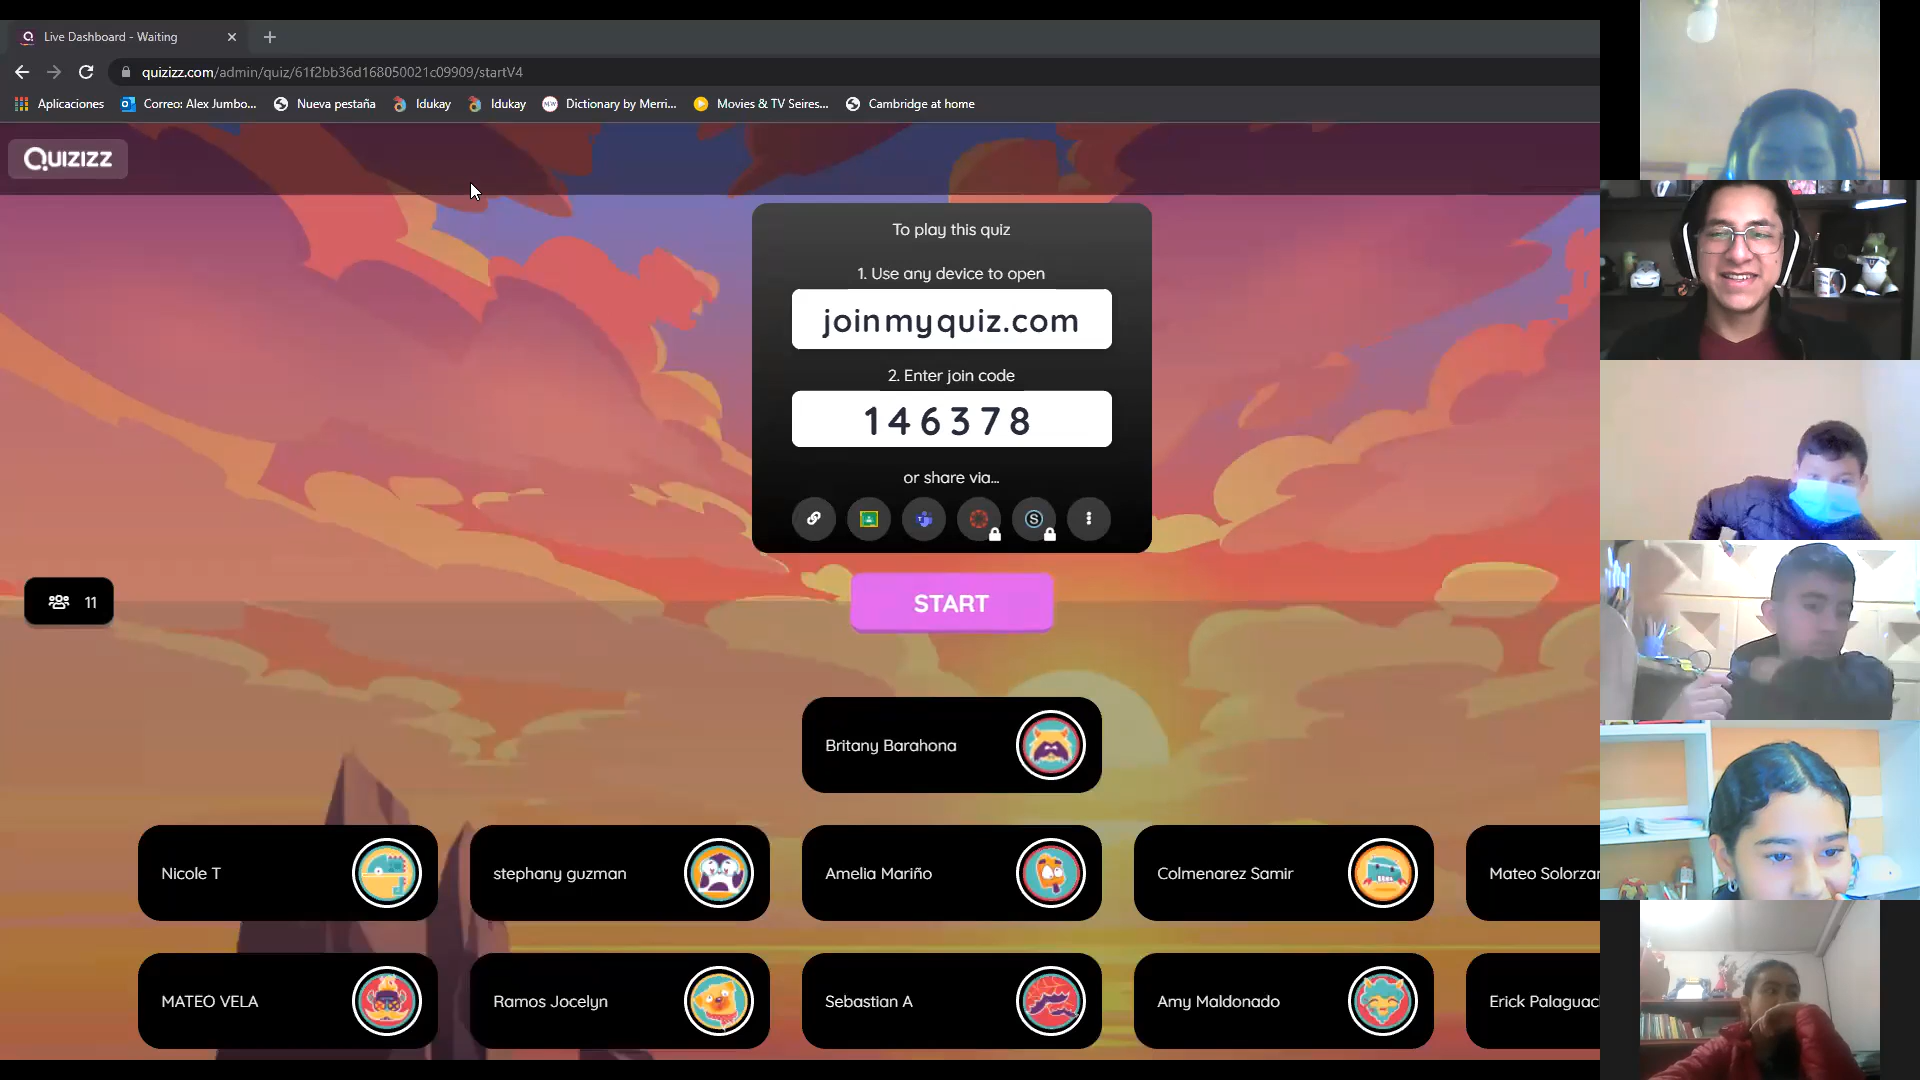 Live Dashboard - Waiting
quizizz.com/admin/quiz/61f2bb36d168050021c09909/startV4
Aplicaciones Correo: Alex Jumbo... Nueva pestaña Idukay Idukay Dictionary by Merri... Movies & TV Seires... Cambridge at home
Quizizz
To play this quiz
1. Use any device to open
joinmyquiz.com
2. Enter join code
146378
or share via...
11
START
Britany Barahona
Nicole T
stephany guzman
Amelia Mariño
Colmenarez Samir
Mateo Solorzar
MATEO VELA
Ramos Jocelyn
Sebastian A
Amy Maldonado
Erick Palaguac